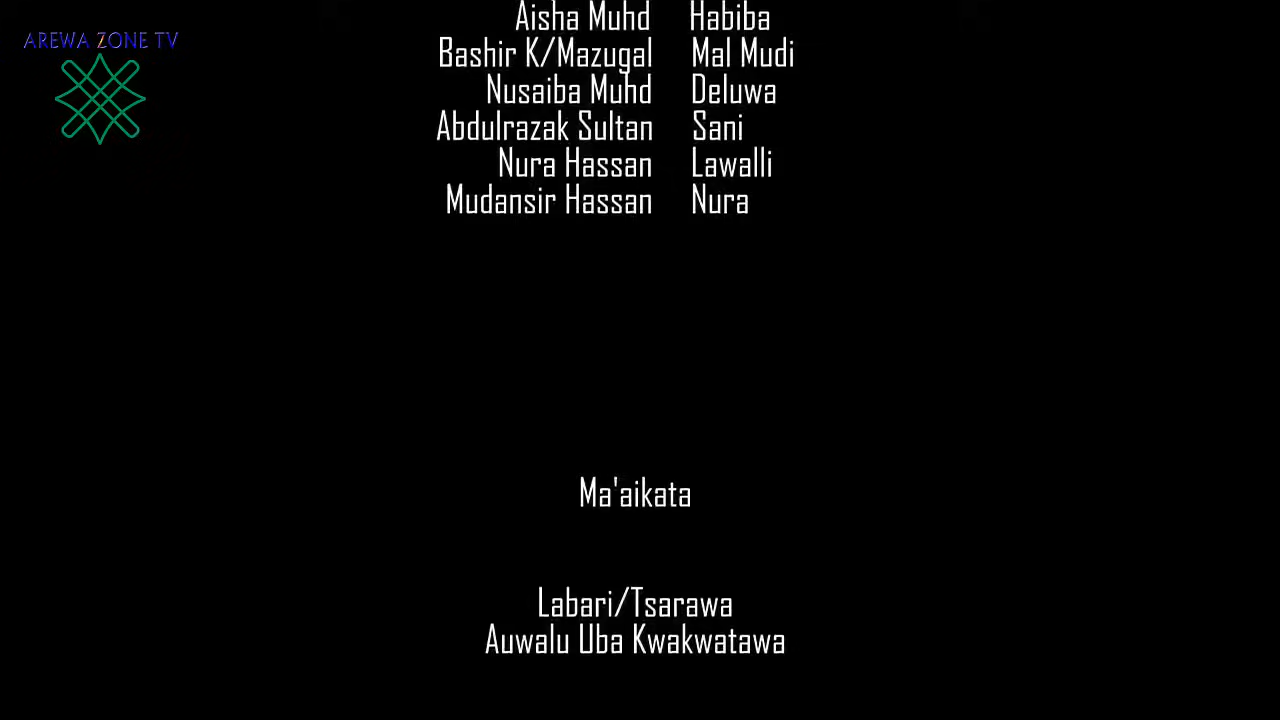 AREWA ZONE TV
Aisha Muhd Habiba
Bashir K/Mazugal Mal Mudi
Nusaiba Muhd Deluwa
Abdulrazak Sultan Sani
Nura Hassan Lawalli
Mudansir Hassan Nura
Ma'aikata
Labari/Tsarawa
Auwalu Uba Kwakwatawa